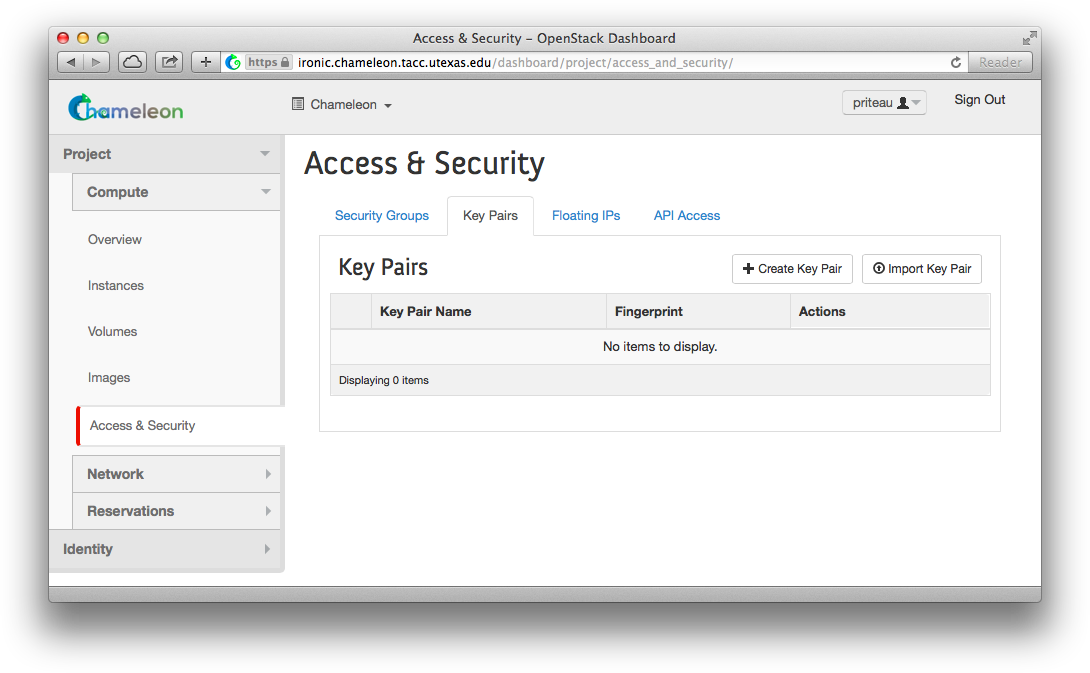 Access & Security – OpenStack Dashboard
https ironic.chameleon.tacc.utexas.edu/dashboard/project/access_and_security/ Reader
Chameleon Chameleon priteau Sign Out
Project
Compute
Overview
Instances
Volumes
Images
Access & Security
Network
Reservations
Identity
Access & Security
Security Groups Key Pairs Floating IPs API Access
Key Pairs Create Key Pair Import Key Pair
Key Pair Name Fingerprint Actions
No items to display.
Displaying 0 items